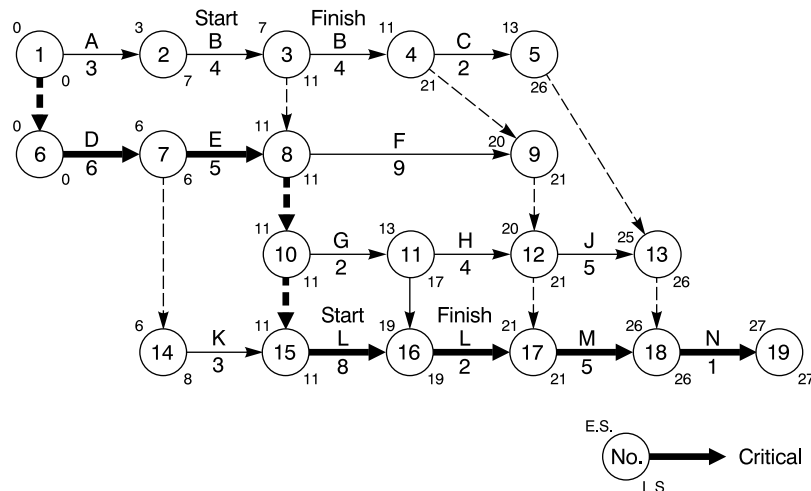 Start Finish
0 3 7 11 13
1 A 2 B 3 B 4 C 5
3 4 4 2
0 7 11 21 26
0 6 11 20
6 D 7 E 8 F 9
6 5 9
0 6 11 21
11 13 20 25
10 G 11 H 12 J 13
2 4 5
11 17 21 26
Start Finish
6 11 19 21 26 27
14 K 15 L 16 L 17 M 18 N 19
3 8 2 5 1
8 11 19 21 26 27
E.S.
No. Critical
L.S.